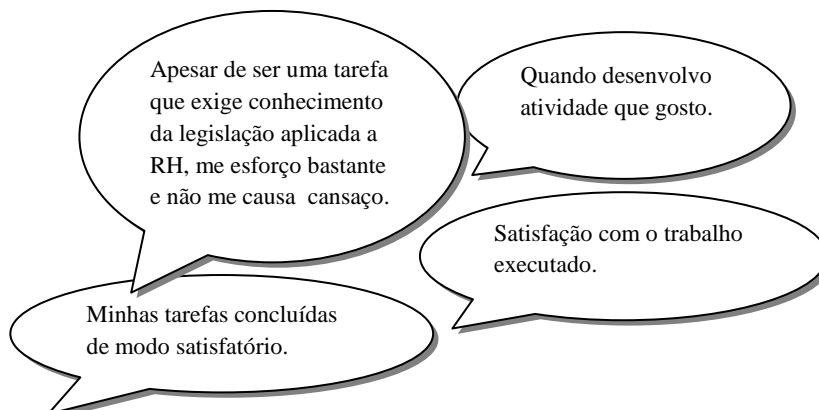 Apesar de ser uma tarefa
que exige conhecimento
da legislação aplicada a
RH, me esforço bastante
e não me causa cansaço.
Quando desenvolvo
atividade que gosto.
Satisfação com o trabalho
executado.
Minhas tarefas concluídas
de modo satisfatório.